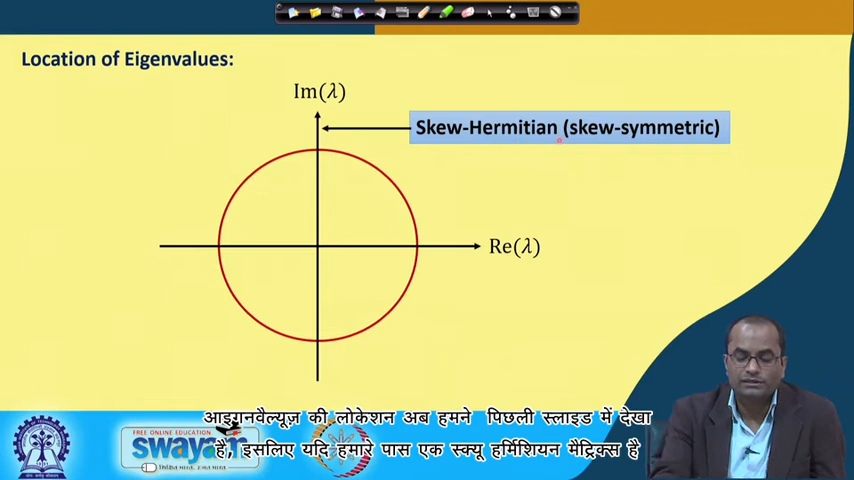 Location of Eigenvalues:
Im(λ)
Skew-Hermitian (skew-symmetric)
Re(λ)
आइगनवैल्यूज़ की लोकेशन अब हमने पिछली स्लाइड में देखा
है, इसलिए यदि हमारे पास एक स्क्यू हर्मिशियन मैट्रिक्स है
FREE ONLINE EDUCATION
swayam